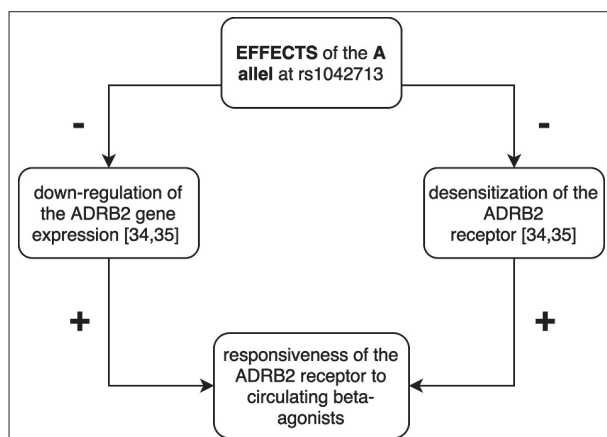 EFFECTS of the A
allel at rs1042713
-
-
down-regulation of
the ADRB2 gene
expression [34,35]
desensitization of the
ADRB2
receptor [34,35]
+
+
responsiveness of the
ADRB2 receptor to
circulating beta-
agonists